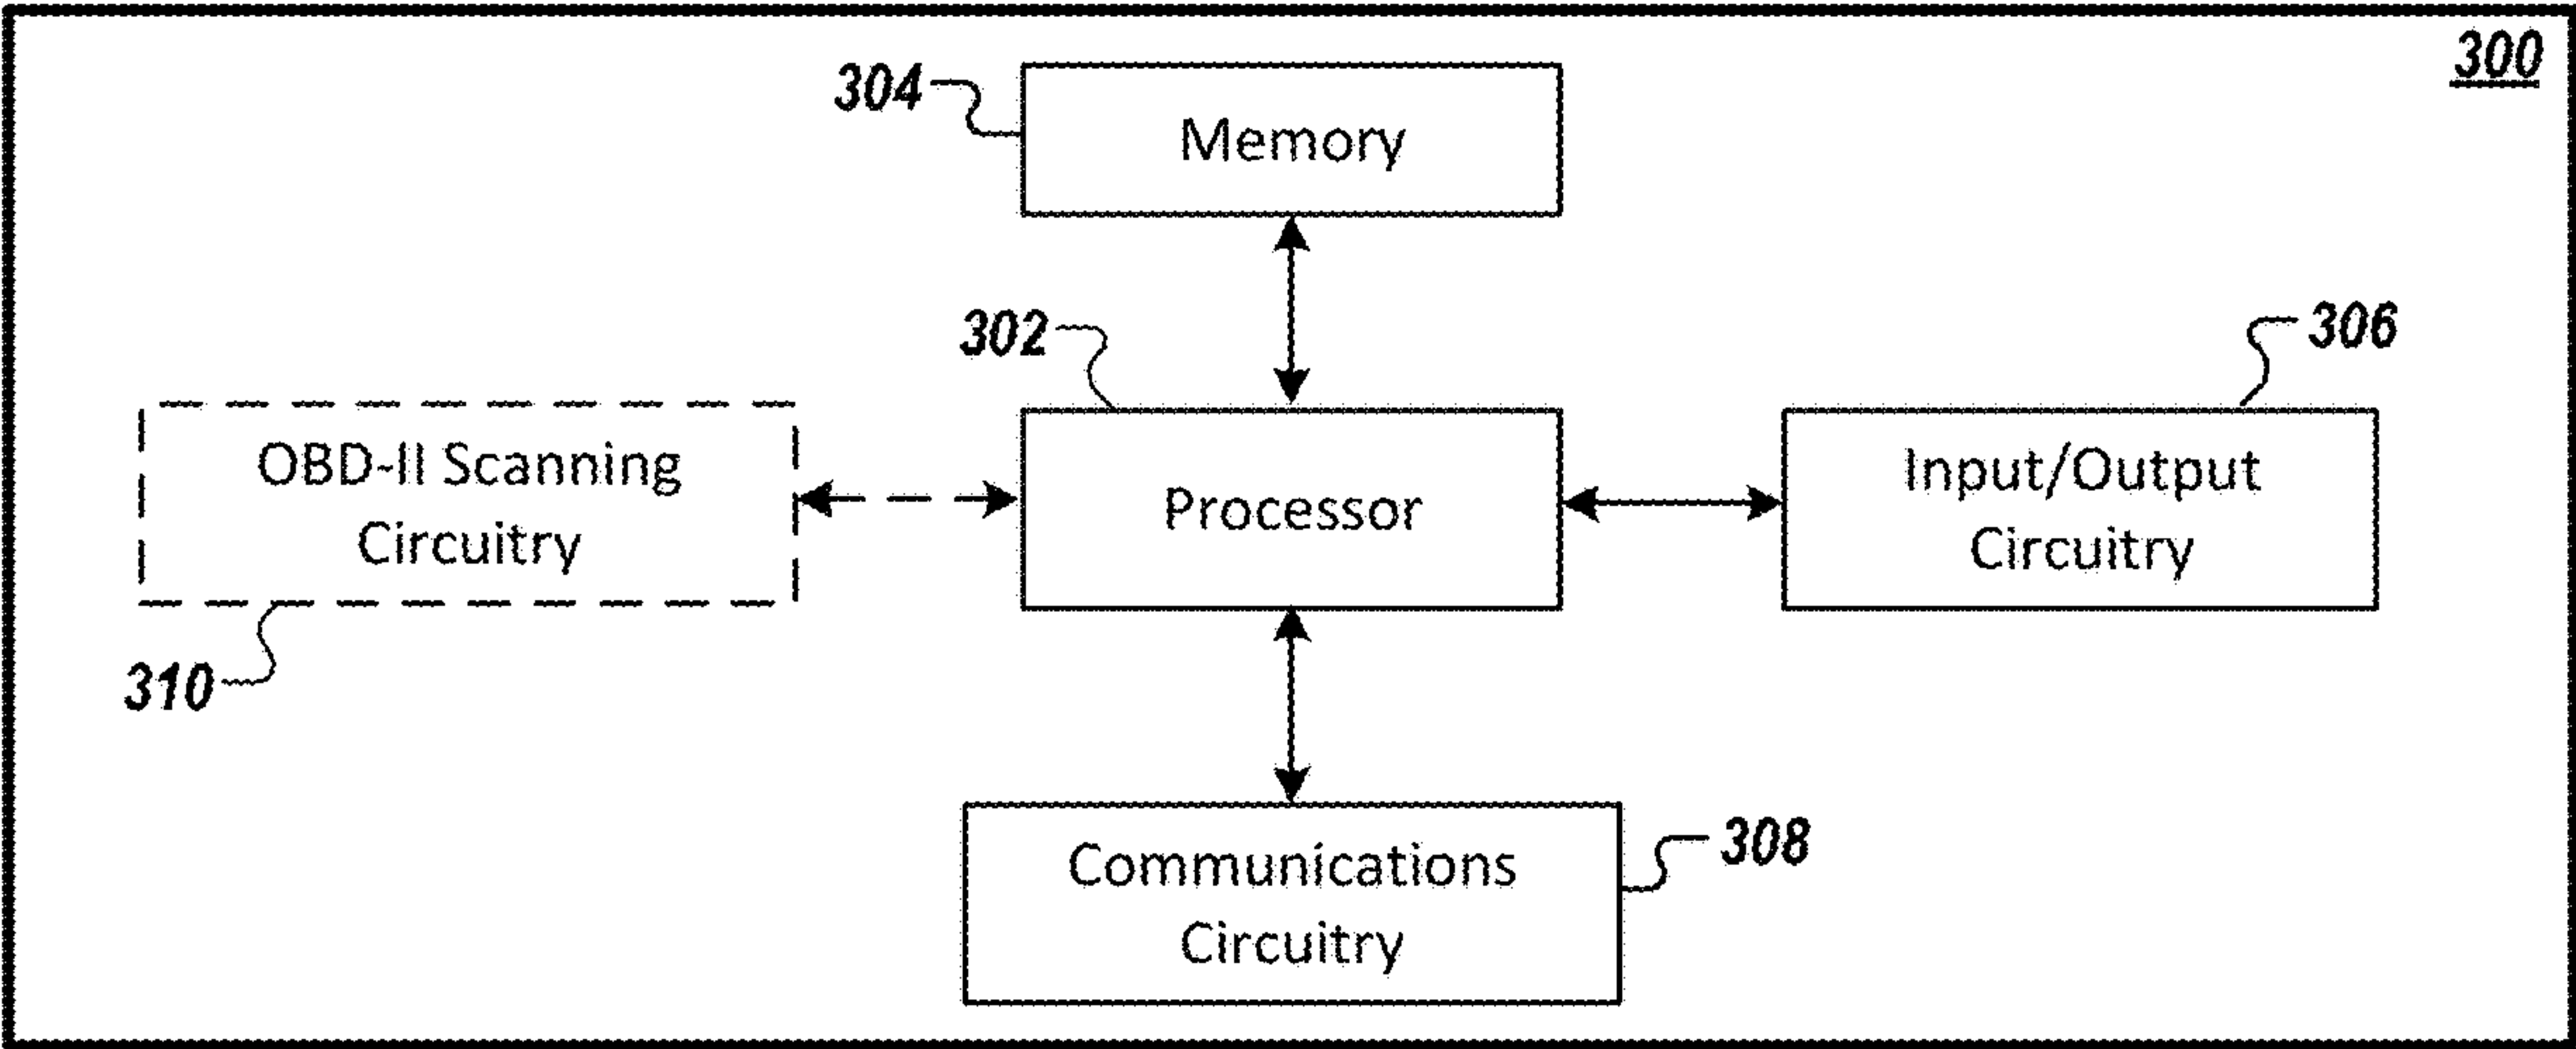 300
304
Memory
302
306
OBD-II Scanning
Circuitry
Processor
Input/Output
Circuitry
310
308
Communications
Circuitry